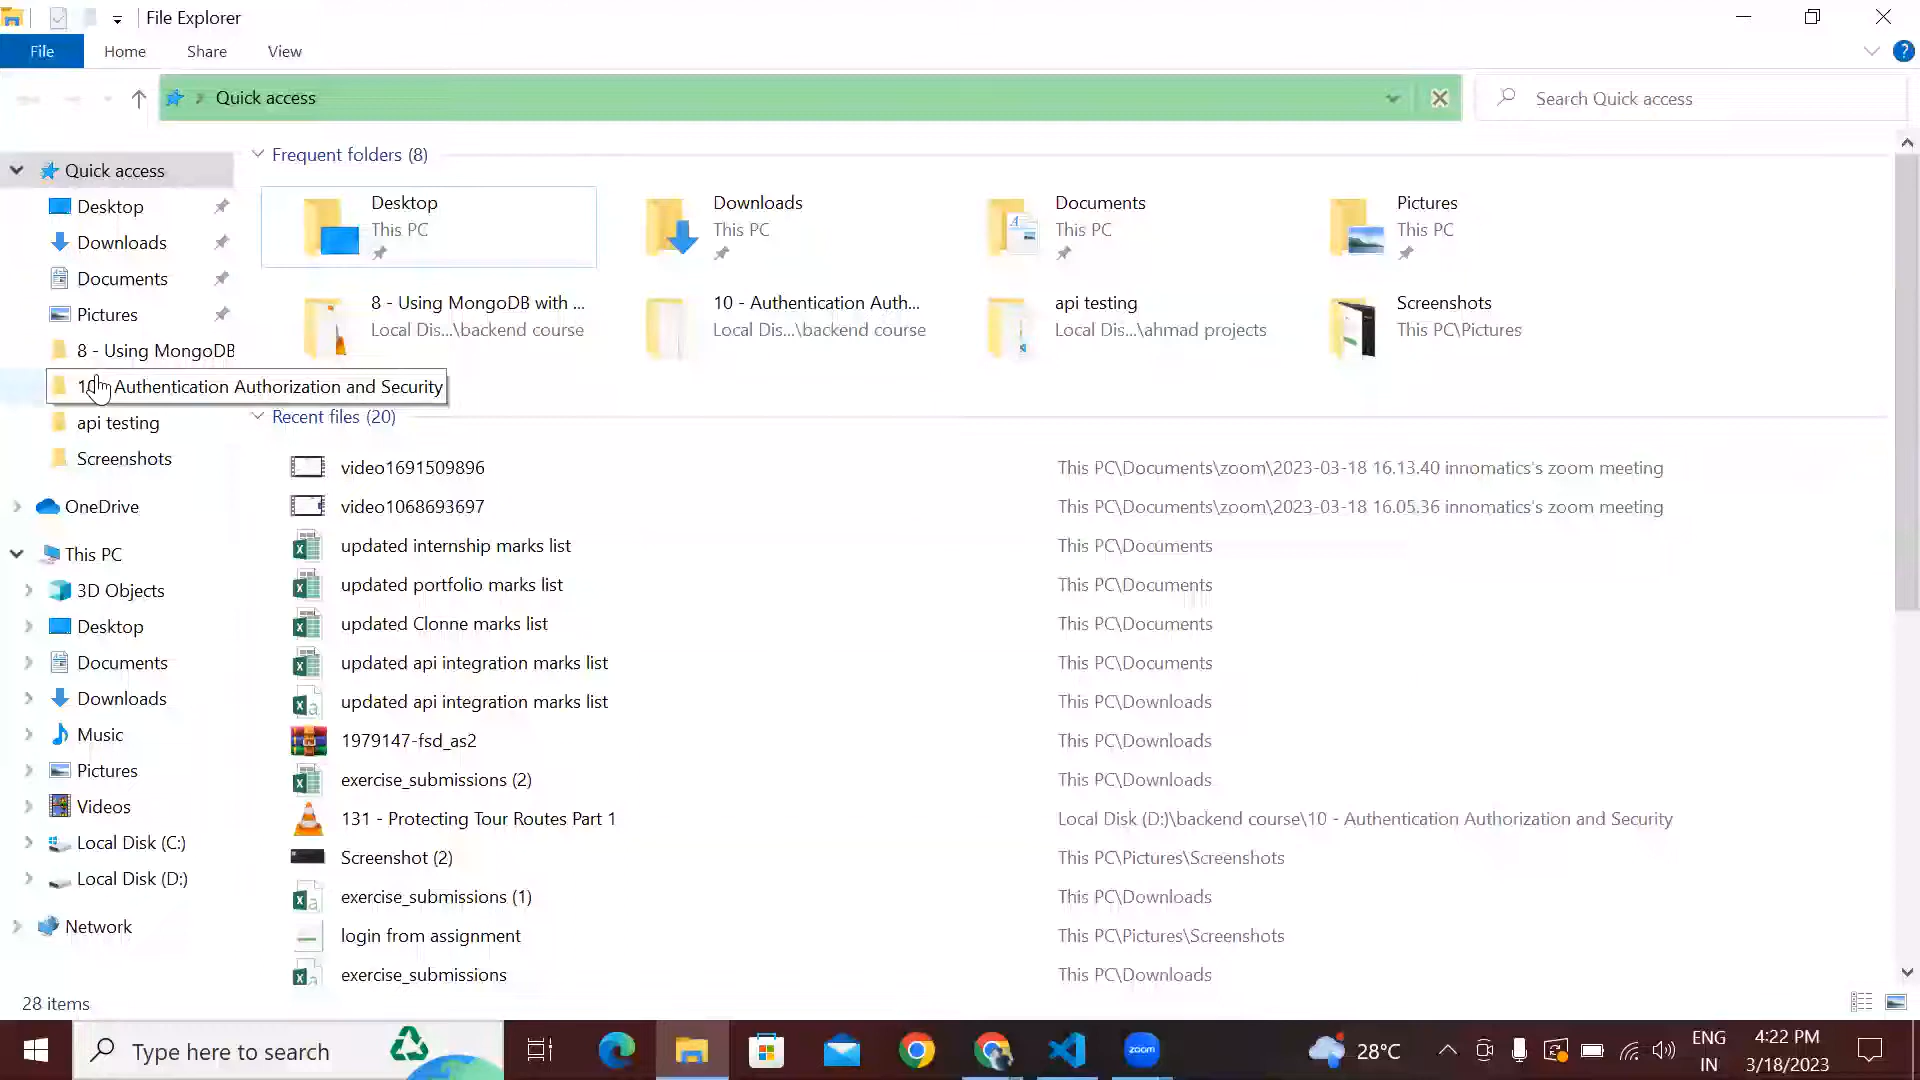 File Explorer
File Home Share View
Quick access
Search Quick access
Quick access
Desktop
Downloads
Documents
Pictures
8 - Using MongoDB
10 - Authentication Authorization and Security
api testing
Screenshots
OneDrive
This PC
3D Objects
Desktop
Documents
Downloads
Music
Pictures
Videos
Local Disk (C:)
Local Disk (D:)
Network
Frequent folders (8)
Desktop
This PC
Downloads
This PC
Documents
This PC
Pictures
This PC
8 - Using MongoDB with ...
Local Dis...\backend course
10 - Authentication Auth...
Local Dis...\backend course
api testing
Local Dis...\ahmad projects
Screenshots
This PC\Pictures
Recent files (20)
video1691509896 This PC\Documents\zoom\2023-03-18 16.13.40 innomatics's zoom meeting
video1068693697 This PC\Documents\zoom\2023-03-18 16.05.36 innomatics's zoom meeting
updated internship marks list This PC\Documents
updated portfolio marks list This PC\Documents
updated Clonne marks list This PC\Documents
updated api integration marks list This PC\Documents
updated api integration marks list This PC\Downloads
1979147-fsd_as2 This PC\Downloads
exercise_submissions (2) This PC\Downloads
131 - Protecting Tour Routes Part 1 Local Disk (D:)\backend course\10 - Authentication Authorization and Security
Screenshot (2) This PC\Pictures\Screenshots
exercise_submissions (1) This PC\Downloads
login from assignment This PC\Pictures\Screenshots
exercise_submissions This PC\Downloads
28 items
Type here to search
zoom
28°C
ENG
IN
4:22 PM
3/18/2023